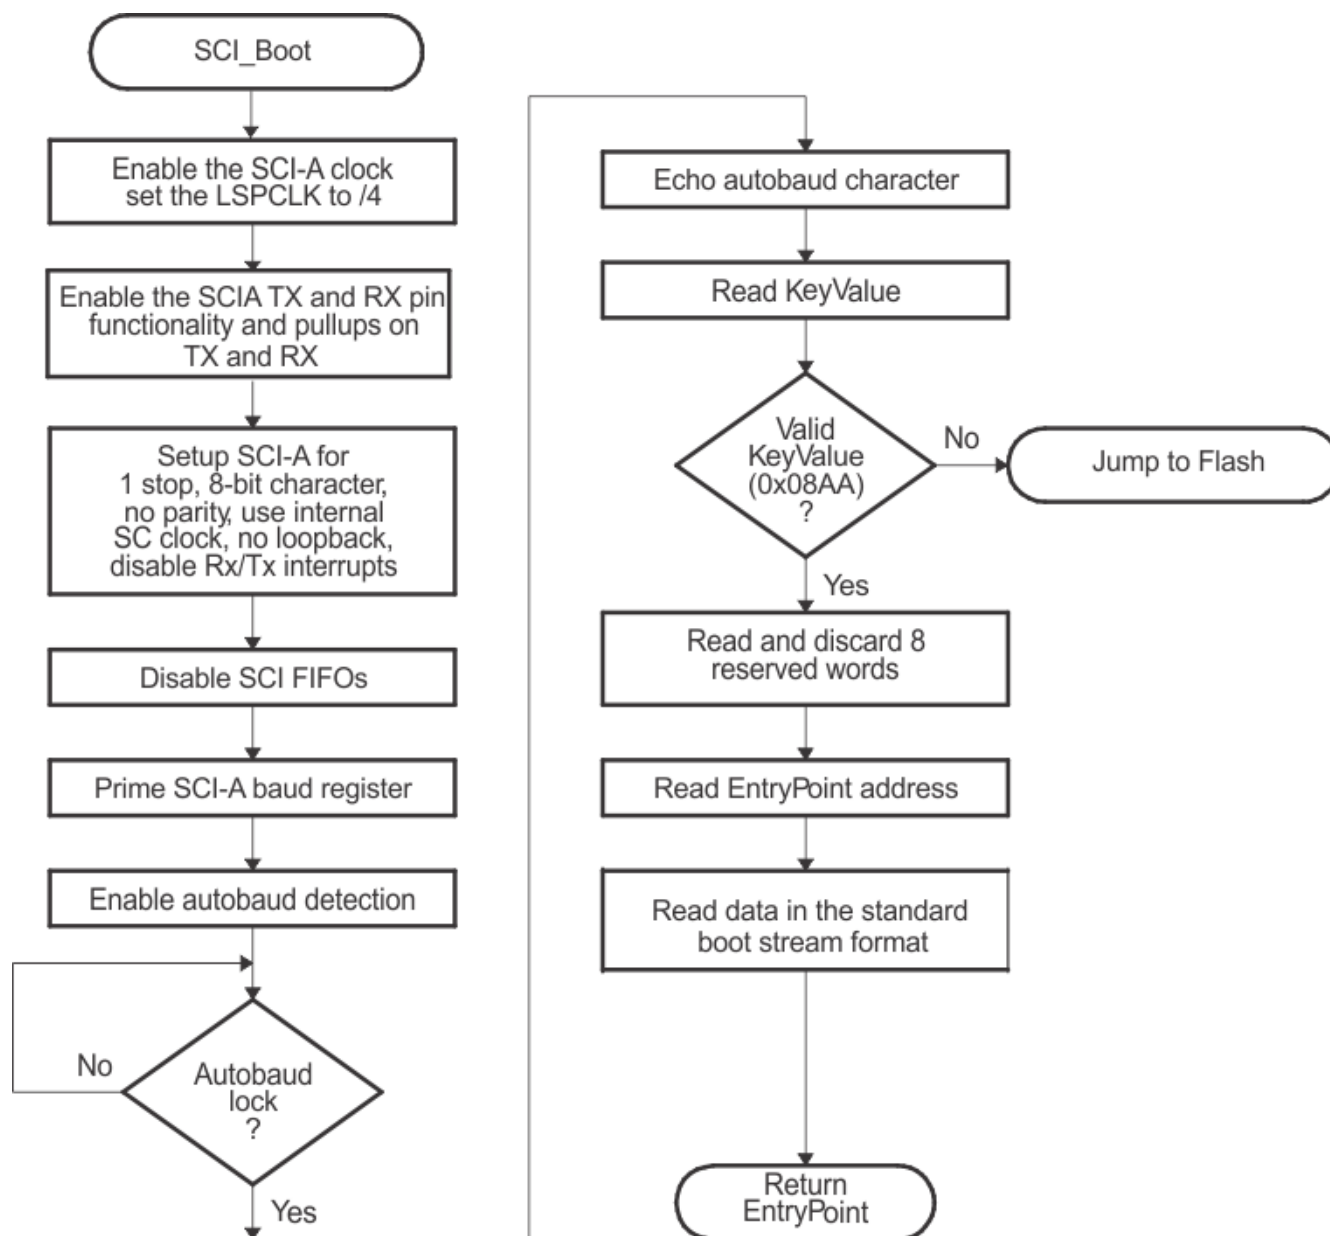 SCI_Boot
Enable the SCI-A clock
set the LSPCLK to /4
Enable the SCIA TX and RX pin
functionality and pullups on
TX and RX
Setup SCI-A for
1 stop, 8-bit character,
no parity, use internal
SC clock, no loopback,
disable Rx/Tx interrupts
Disable SCI FIFOs
Prime SCI-A baud register
Enable autobaud detection
No
Autobaud
lock
?
Yes
Echo autobaud character
Read KeyValue
Valid
KeyValue
(0x08AA)
?
No
Jump to Flash
Yes
Read and discard 8
reserved words
Read EntryPoint address
Read data in the standard
boot stream format
Return
EntryPoint